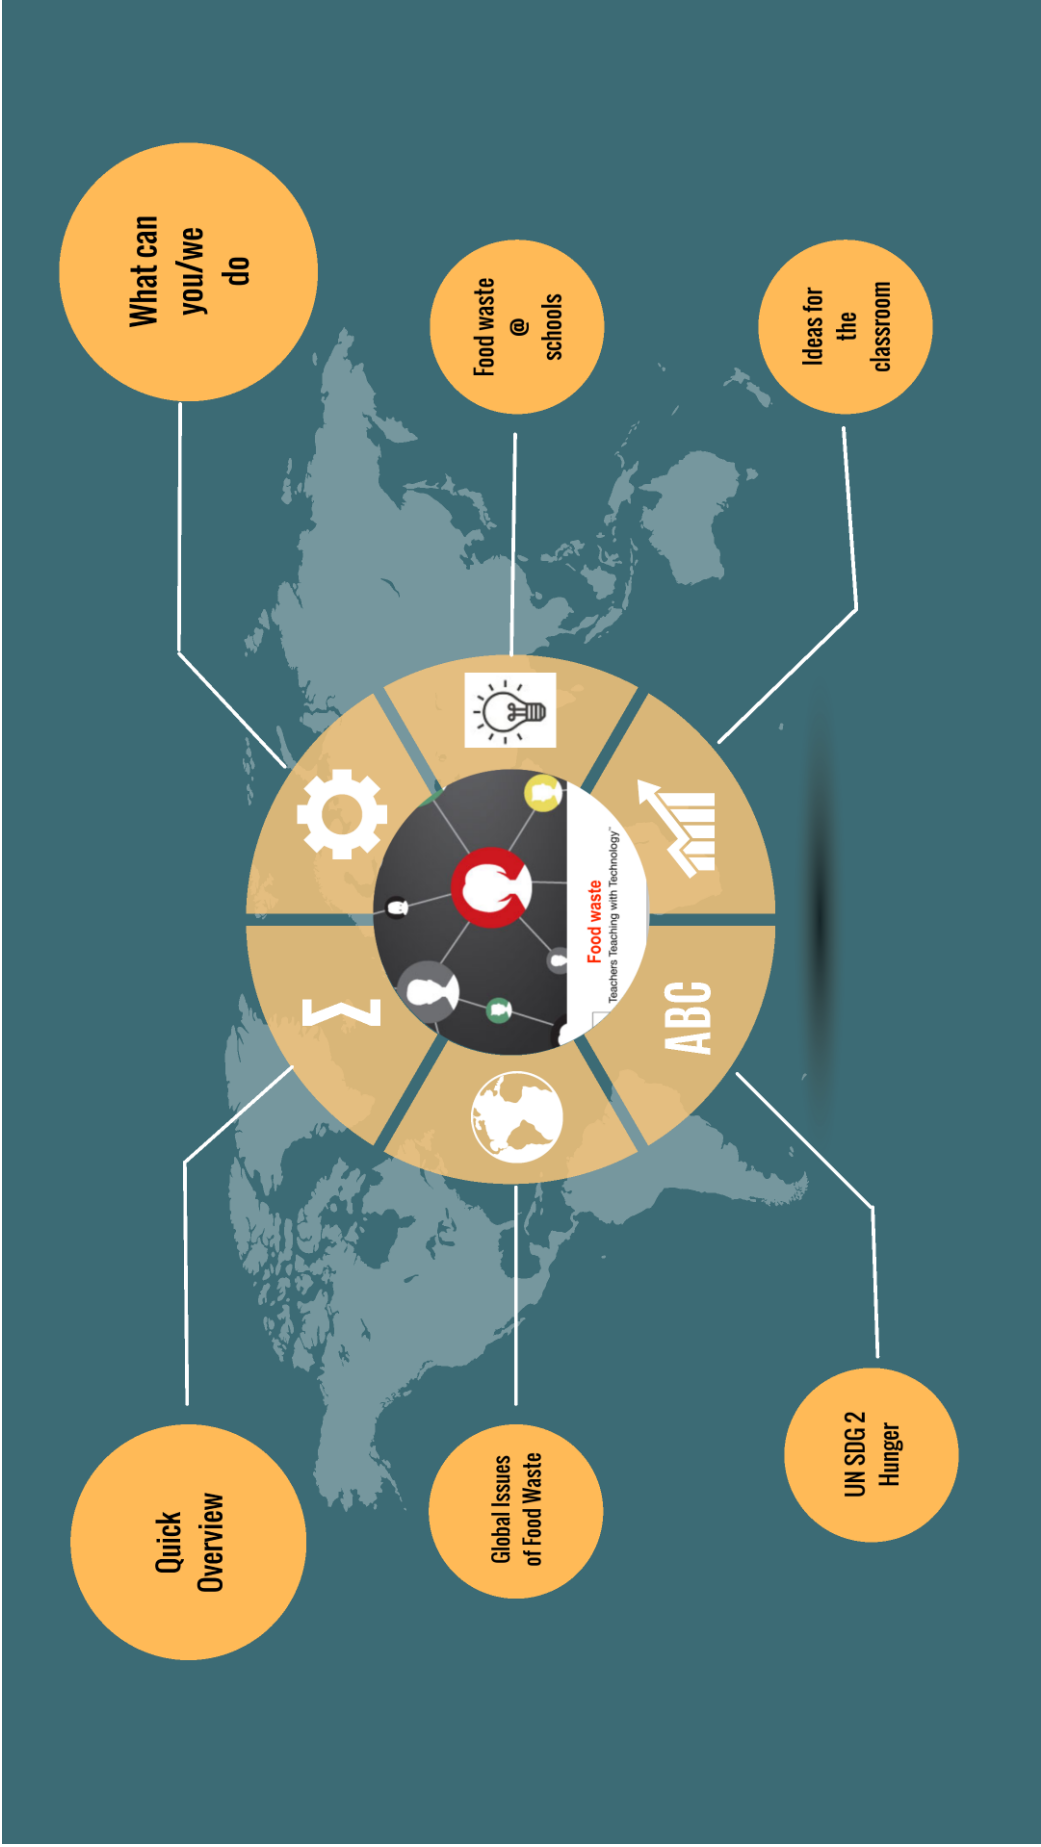 Quick
Overview
What can
you/we
do
Global Issues
of Food Waste
Food waste
@
schools
UN SDG 2
Hunger
Ideas for
the
classroom
Σ
ABC
Food waste
Teachers Teaching with Technology™